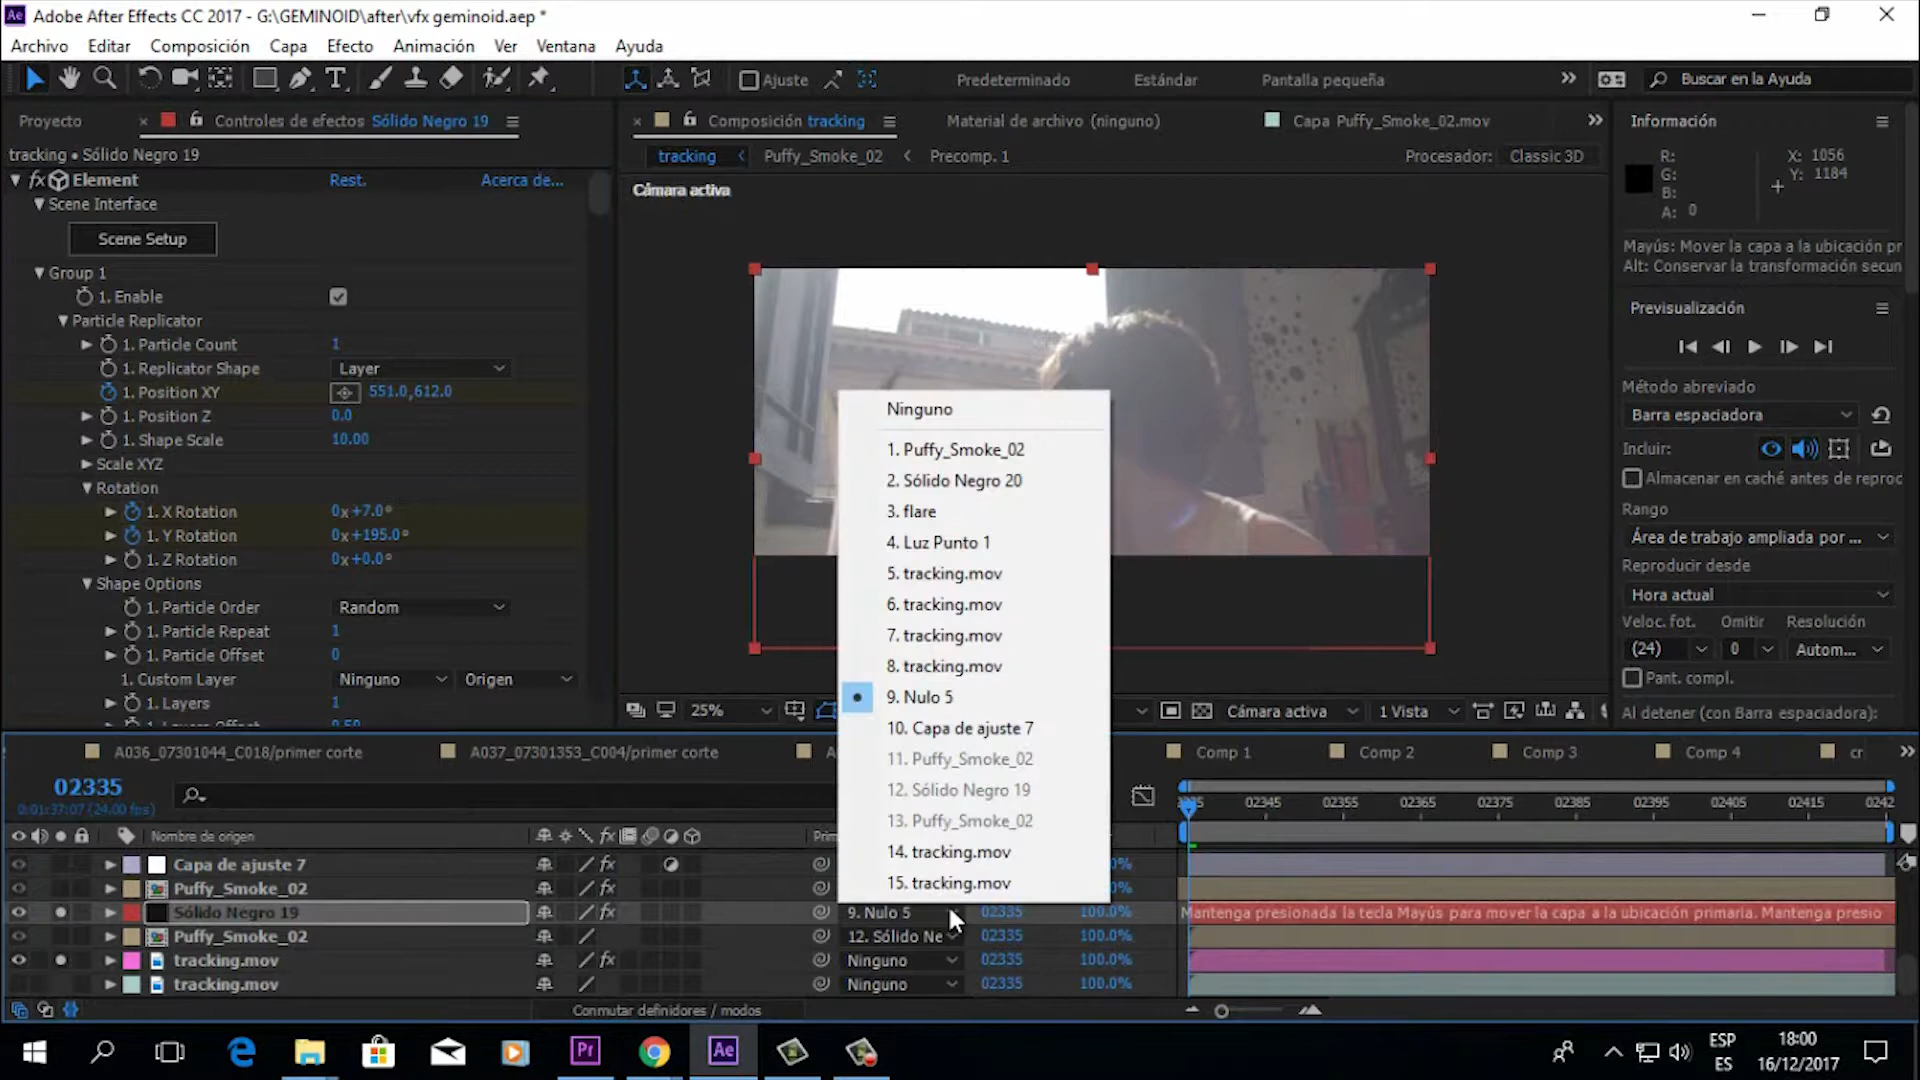 Adobe After Effects CC 2017 - G:\GEMINOID\after\vfx geminoid.aep *
Archivo Editar Composición Capa Efecto Animación Ver Ventana Ayuda
Ajuste Predeterminado Estándar Pantalla pequeña Buscar en la Ayuda
Proyecto Controles de efectos Sólido Negro 19
Composición tracking Material de archivo (ninguno) Capa Puffy_Smoke_02.mov
Información
tracking • Sólido Negro 19
tracking Puffy_Smoke_02 Precomp. 1 Procesador: Classic 3D
Cámara activa
R:
G:
B:
A: 0
X: 1056
Y: 1184
Mayús: Mover la capa a la ubicación pr
Alt: Conservar la transformación secun
Previsualización
Método abreviado
Barra espaciadora
Incluir:
Almacenar en caché antes de reproc
Rango
Área de trabajo ampliada por ...
Reproducir desde
Hora actual
Veloc. fot. Omitir Resolución
(24) 0 Autom...
Pant. compl.
Al detener (con Barra espaciadora):
fx Element Rest. Acerca de...
Scene Interface
Scene Setup
Group 1
1. Enable
Particle Replicator
1. Particle Count 1
1. Replicator Shape Layer
1. Position XY 551.0,612.0
1. Position Z 0.0
1. Shape Scale 10.00
Scale XYZ
Rotation
1. X Rotation 0x+7.0°
1. Y Rotation 0x+195.0°
1. Z Rotation 0x+0.0°
Shape Options
1. Particle Order Random
1. Particle Repeat 1
1. Particle Offset 0
1. Custom Layer Ninguno Origen
1. Layers 1
Ninguno
1. Puffy_Smoke_02
2. Sólido Negro 20
3. flare
4. Luz Punto 1
5. tracking.mov
6. tracking.mov
7. tracking.mov
8. tracking.mov
9. Nulo 5
10. Capa de ajuste 7
11. Puffy_Smoke_02
12. Sólido Negro 19
13. Puffy_Smoke_02
14. tracking.mov
15. tracking.mov
25% Cámara activa 1 Vista
A036_07301044_C018/primer corte A037_07301353_C004/primer corte A Comp 1 Comp 2 Comp 3 Comp 4 cr
02335
0:01:37:07 (24.00 fps)
2335 02345 02355 02365 02375 02385 02395 02405 02415 0242
Nombre de origen fx Prim
Capa de ajuste 7 fx 0.0%
Puffy_Smoke_02 fx
Sólido Negro 19 9. Nulo 5 02335 100.0% Mantenga presionada la tecla Mayús para mover la capa a la ubicación primaria. Mantenga presio
Puffy_Smoke_02 12. Sólido Ne 02335 100.0%
tracking.mov fx Ninguno 02335 100.0%
tracking.mov Ninguno 02335 100.0%
Conmutar definidores / modos
Pr Ae
ESP
ES
18:00
16/12/2017